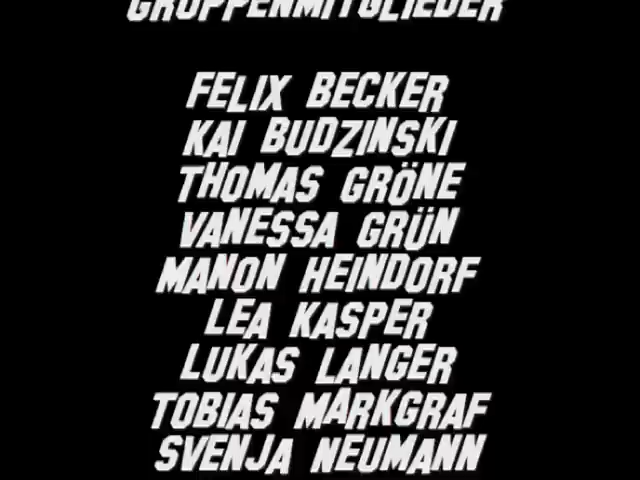 GRUPPENMITGLIEDER
FELIX BECKER
KAI BUDZINSKI
THOMAS GRÖNE
VANESSA GRÜN
MANON HEINDORF
LEA KASPER
LUKAS LANGER
TOBIAS MARKGRAF
SVENJA NEUMANN